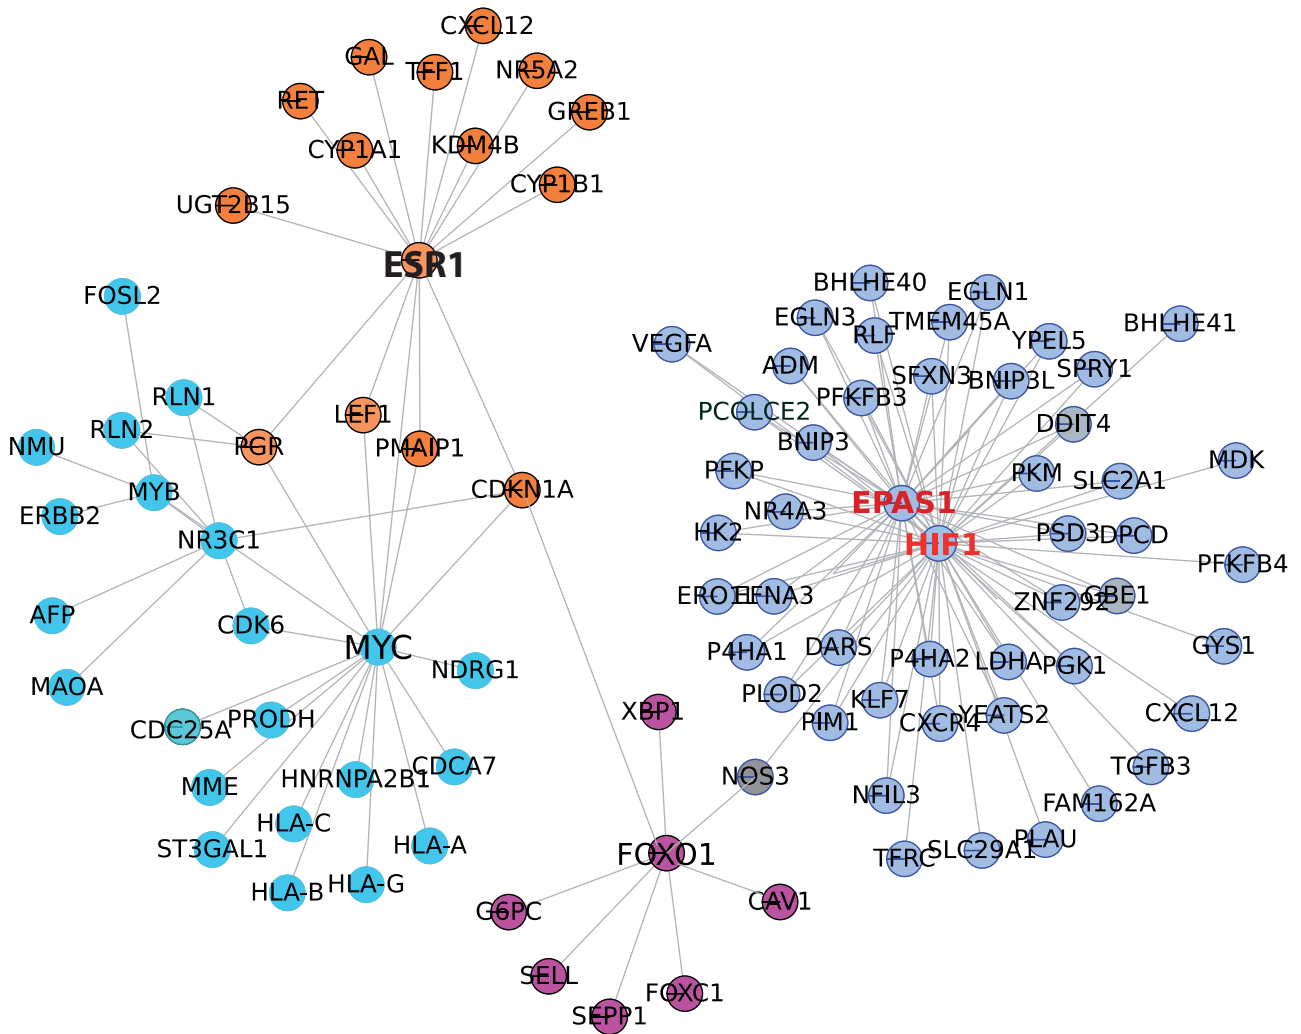 CXCL12
GAL
TFF1
NR5A2
RET
GREB1
CYP1A1
KDM4B
CYP1B1
UGT2B15
ESR1
FOSL2
RLN1
RLN2
LEF1
NMU
PGR
PMAIP1
MYB
CDKN1A
ERBB2
NR3C1
AFP
CDK6
MYC
NDRG1
MAOA
CDC25A
PRODH
MME
HNRNPA2B1
CDCA7
HLA-C
ST3GAL1
HLA-A
HLA-B
HLA-G
BHLHE40
EGLN1
EGLN3
TMEM45A
RLF
YPEL5
BHLHE41
VEGFA
ADM
SFXN3
BNIP3L
SPRY1
PFKFB3
PCOLCE2
DDIT4
BNIP3
PFKP
PKM
SLC2A1
MDK
EPAS1
NR4A3
HK2
HIF1
PSD3
DPCD
PFKFB4
ERO1L
EFNA3
ZNF292
GBE1
P4HA1
DARS
P4HA2
LDHA
PGK1
GYS1
PLOD2
KLF7
PIM1
CXCR4
YEATS2
CXCL12
XBP1
NOS3
TGFB3
NFIL3
FAM162A
TFRC
SLC29A1
PLAU
FOXO1
G6PC
CAV1
SELL
FOXC1
SEPP1